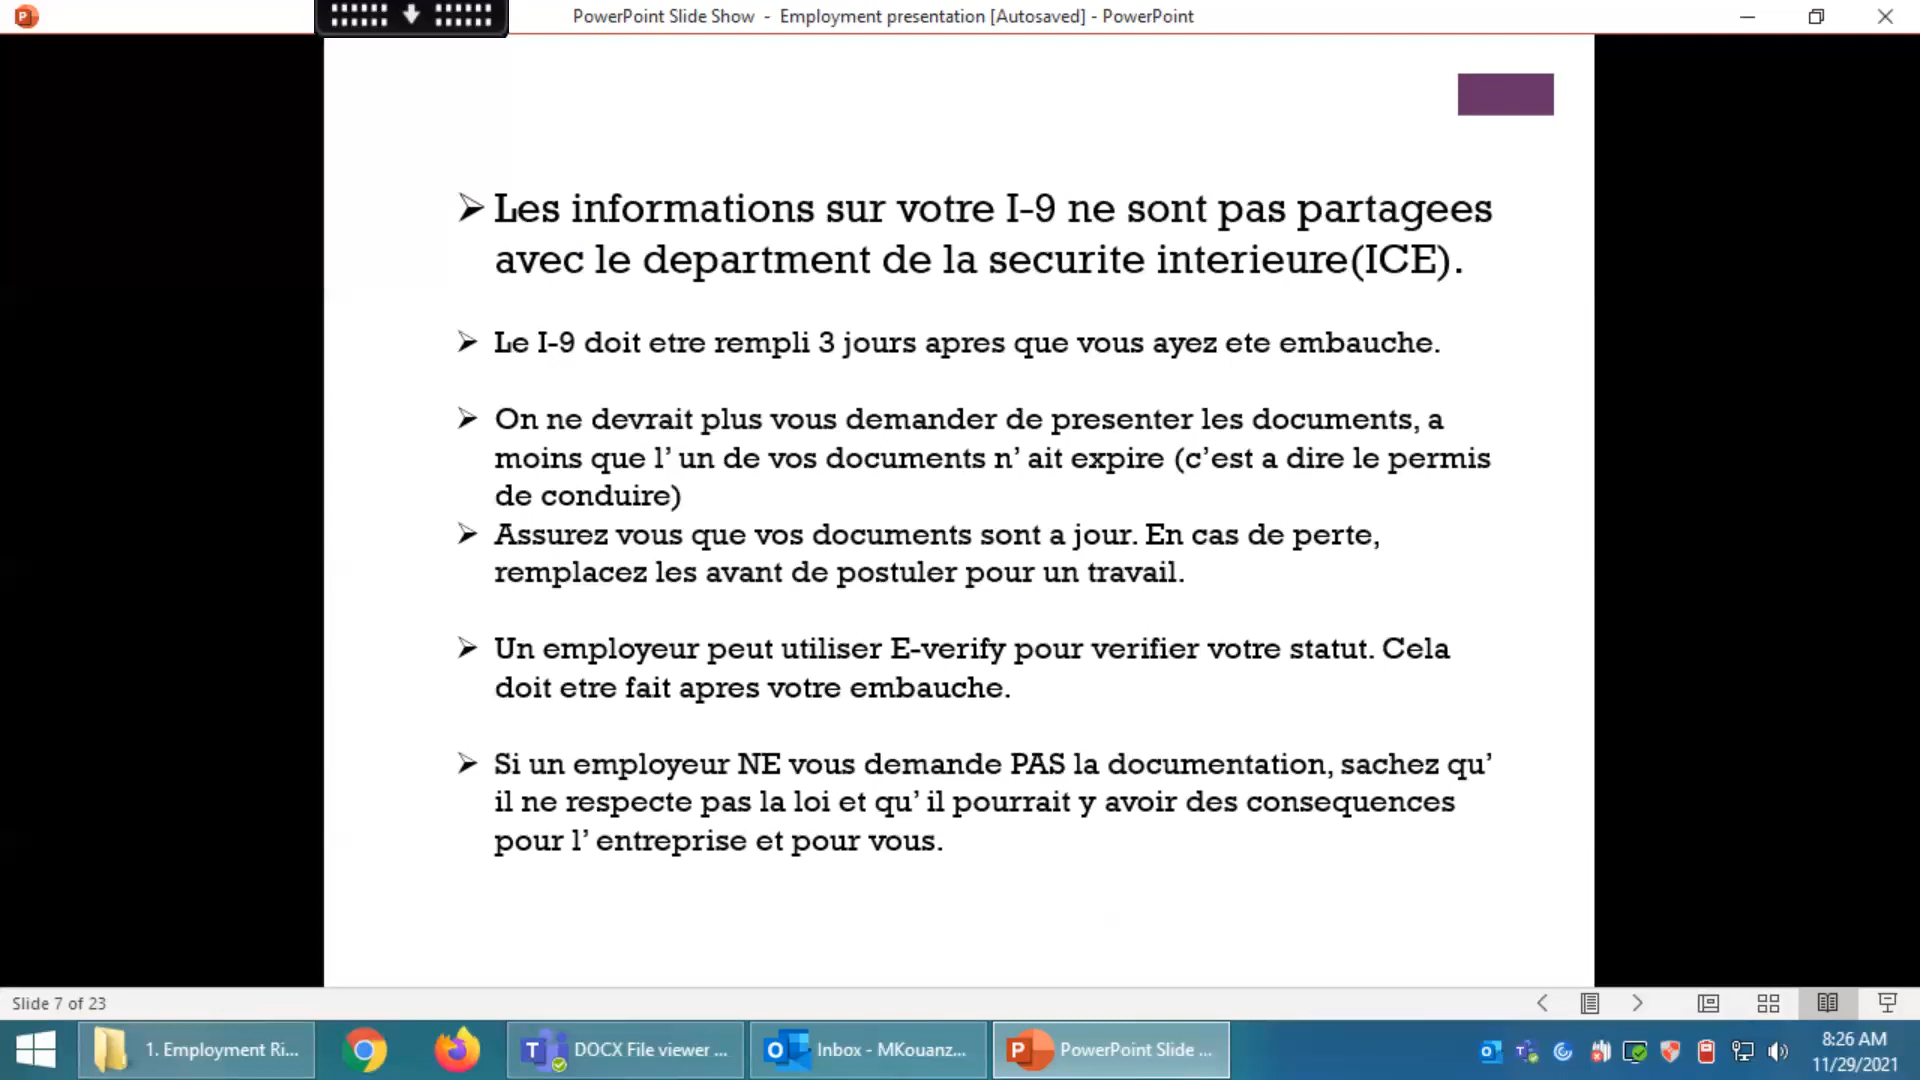 PowerPoint Slide Show - Employment presentation [Autosaved] - PowerPoint
➢ Les informations sur votre I-9 ne sont pas partagees
avec le department de la securite interieure(ICE).
➢ Le I-9 doit etre rempli 3 jours apres que vous ayez ete embauche.
➢ On ne devrait plus vous demander de presenter les documents, a
moins que l’ un de vos documents n’ ait expire (c’est a dire le permis
de conduire)
➢ Assurez vous que vos documents sont a jour. En cas de perte,
remplacez les avant de postuler pour un travail.
➢ Un employeur peut utiliser E-verify pour verifier votre statut. Cela
doit etre fait apres votre embauche.
➢ Si un employeur NE vous demande PAS la documentation, sachez qu’
il ne respecte pas la loi et qu’ il pourrait y avoir des consequences
pour l’ entreprise et pour vous.
Slide 7 of 23
1. Employment Ri...
DOCX File viewer ...
Inbox - MKouanz...
PowerPoint Slide ...
8:26 AM
11/29/2021